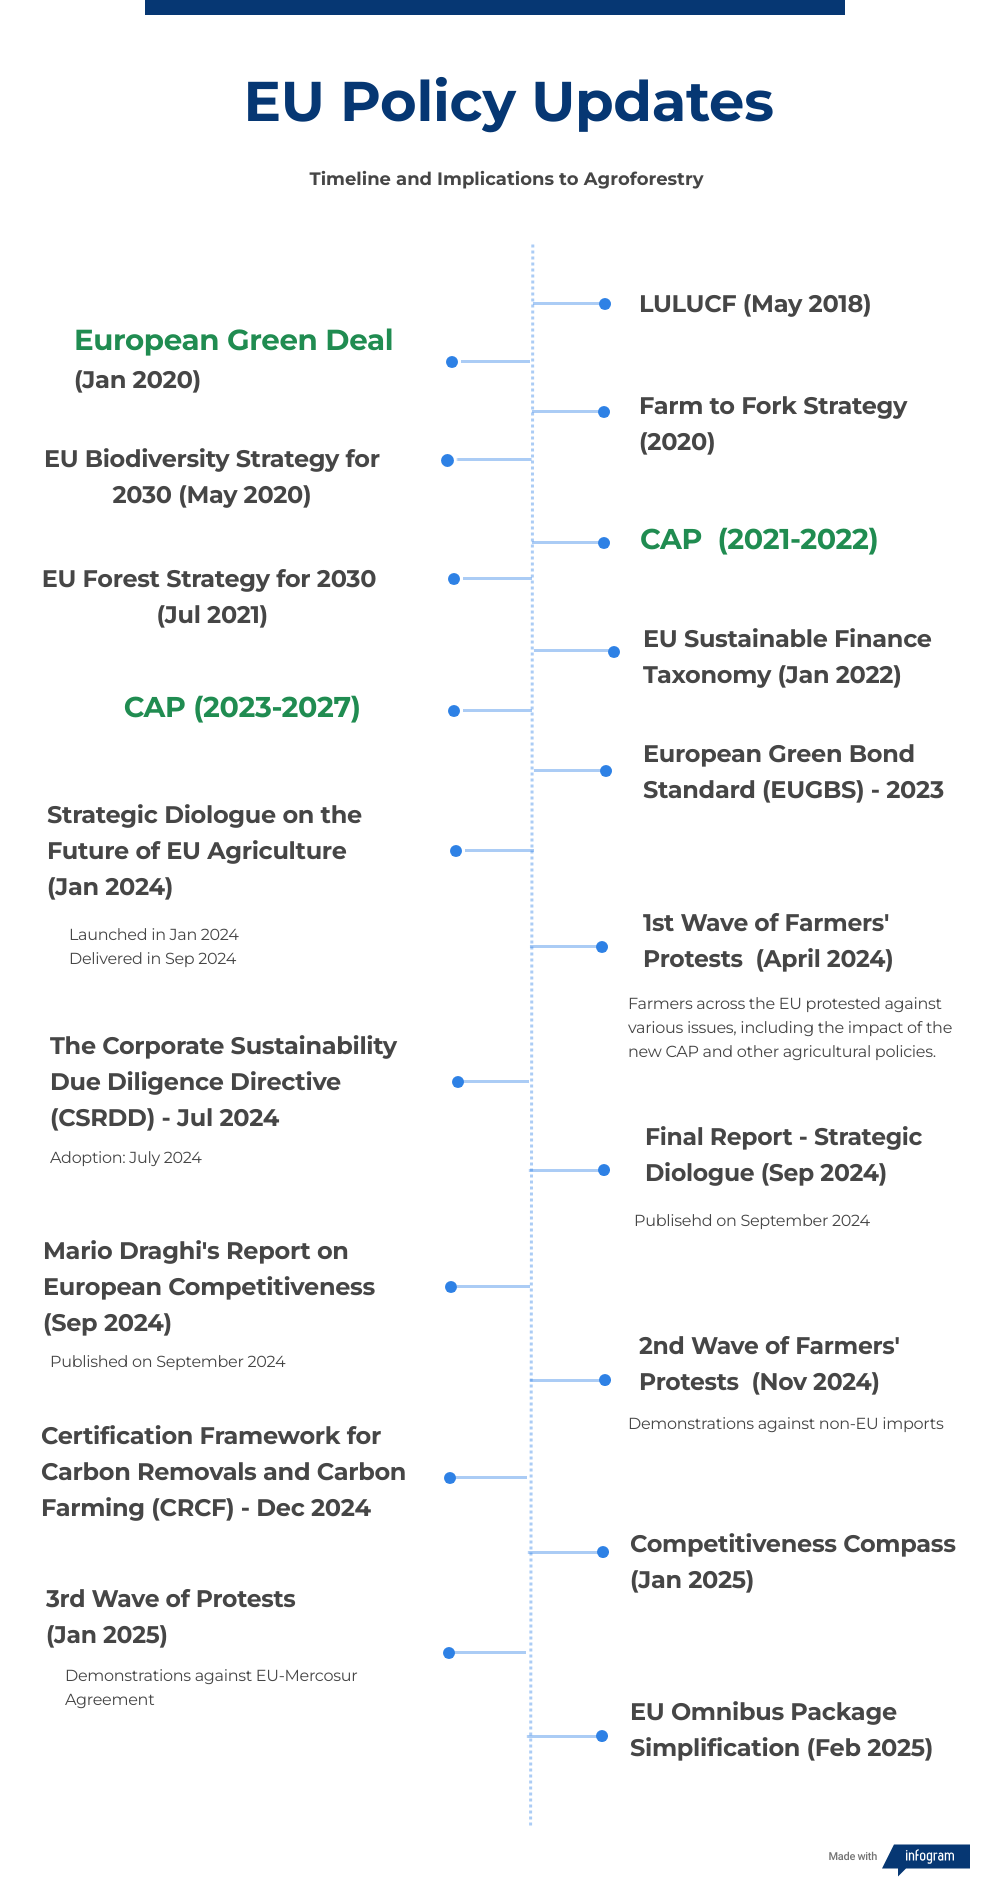 EU Policy Updates
Timeline and Implications to Agroforestry
LULUCF (May 2018)
European Green Deal
(Jan 2020)
Farm to Fork Strategy
(2020)
EU Biodiversity Strategy for
2030 (May 2020)
CAP (2021-2022)
EU Forest Strategy for 2030
(Jul 2021)
EU Sustainable Finance
Taxonomy (Jan 2022)
CAP (2023-2027)
European Green Bond
Standard (EUGBS) - 2023
Strategic Diologue on the
Future of EU Agriculture
(Jan 2024)
Launched in Jan 2024
Delivered in Sep 2024
1st Wave of Farmers'
Protests (April 2024)
Farmers across the EU protested against
various issues, including the impact of the
new CAP and other agricultural policies.
The Corporate Sustainability
Due Diligence Directive
(CSRDD) - Jul 2024
Adoption: July 2024
Final Report - Strategic
Diologue (Sep 2024)
Publisehd on September 2024
Mario Draghi's Report on
European Competitiveness
(Sep 2024)
Published on September 2024
2nd Wave of Farmers'
Protests (Nov 2024)
Demonstrations against non-EU imports
Certification Framework for
Carbon Removals and Carbon
Farming (CRCF) - Dec 2024
Competitiveness Compass
(Jan 2025)
3rd Wave of Protests
(Jan 2025)
Demonstrations against EU-Mercosur
Agreement
EU Omnibus Package
Simplification (Feb 2025)
Made with infogram